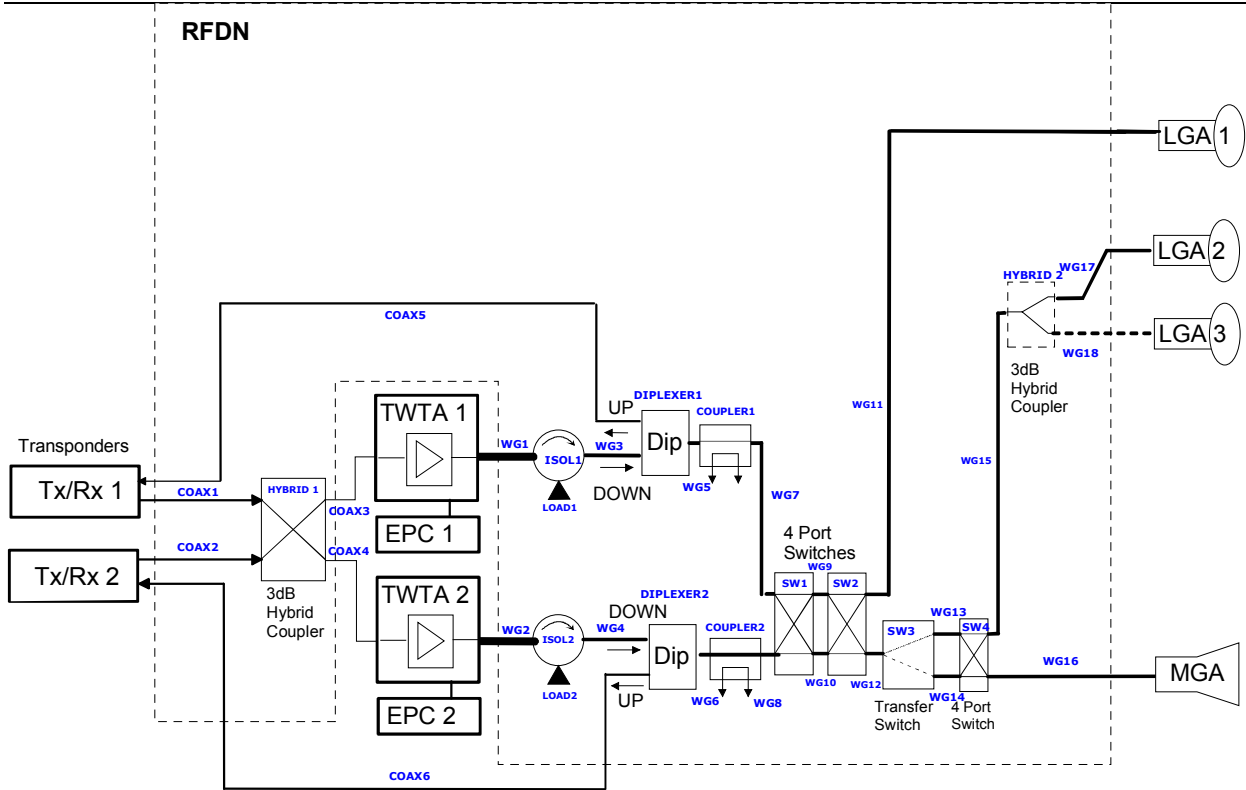 RFDN
LGA 1
LGA 2
WG17
HYBRID 2
LGA 3
WG18
3dB
Hybrid
Coupler
COAX5
WG11
WG15
DIPLEXER1
UP
COUPLER1
TWTA 1
WG1
ISOL1
WG3
Dip
DOWN
LOAD1
WG5
WG7
EPC 1
Transponders
Tx/Rx 1
COAX1
HYBRID 1
COAX3
COAX2
COAX4
Tx/Rx 2
3dB
Hybrid
Coupler
4 Port
Switches
WG9
SW1
SW2
TWTA 2
WG2
ISOL2
WG4
DOWN
DIPLEXER2
COUPLER2
Dip
LOAD2
UP
WG6
WG8
EPC 2
WG10
WG12
SW3
WG13
SW4
WG14
WG16
MGA
Transfer
Switch
4 Port
Switch
COAX6